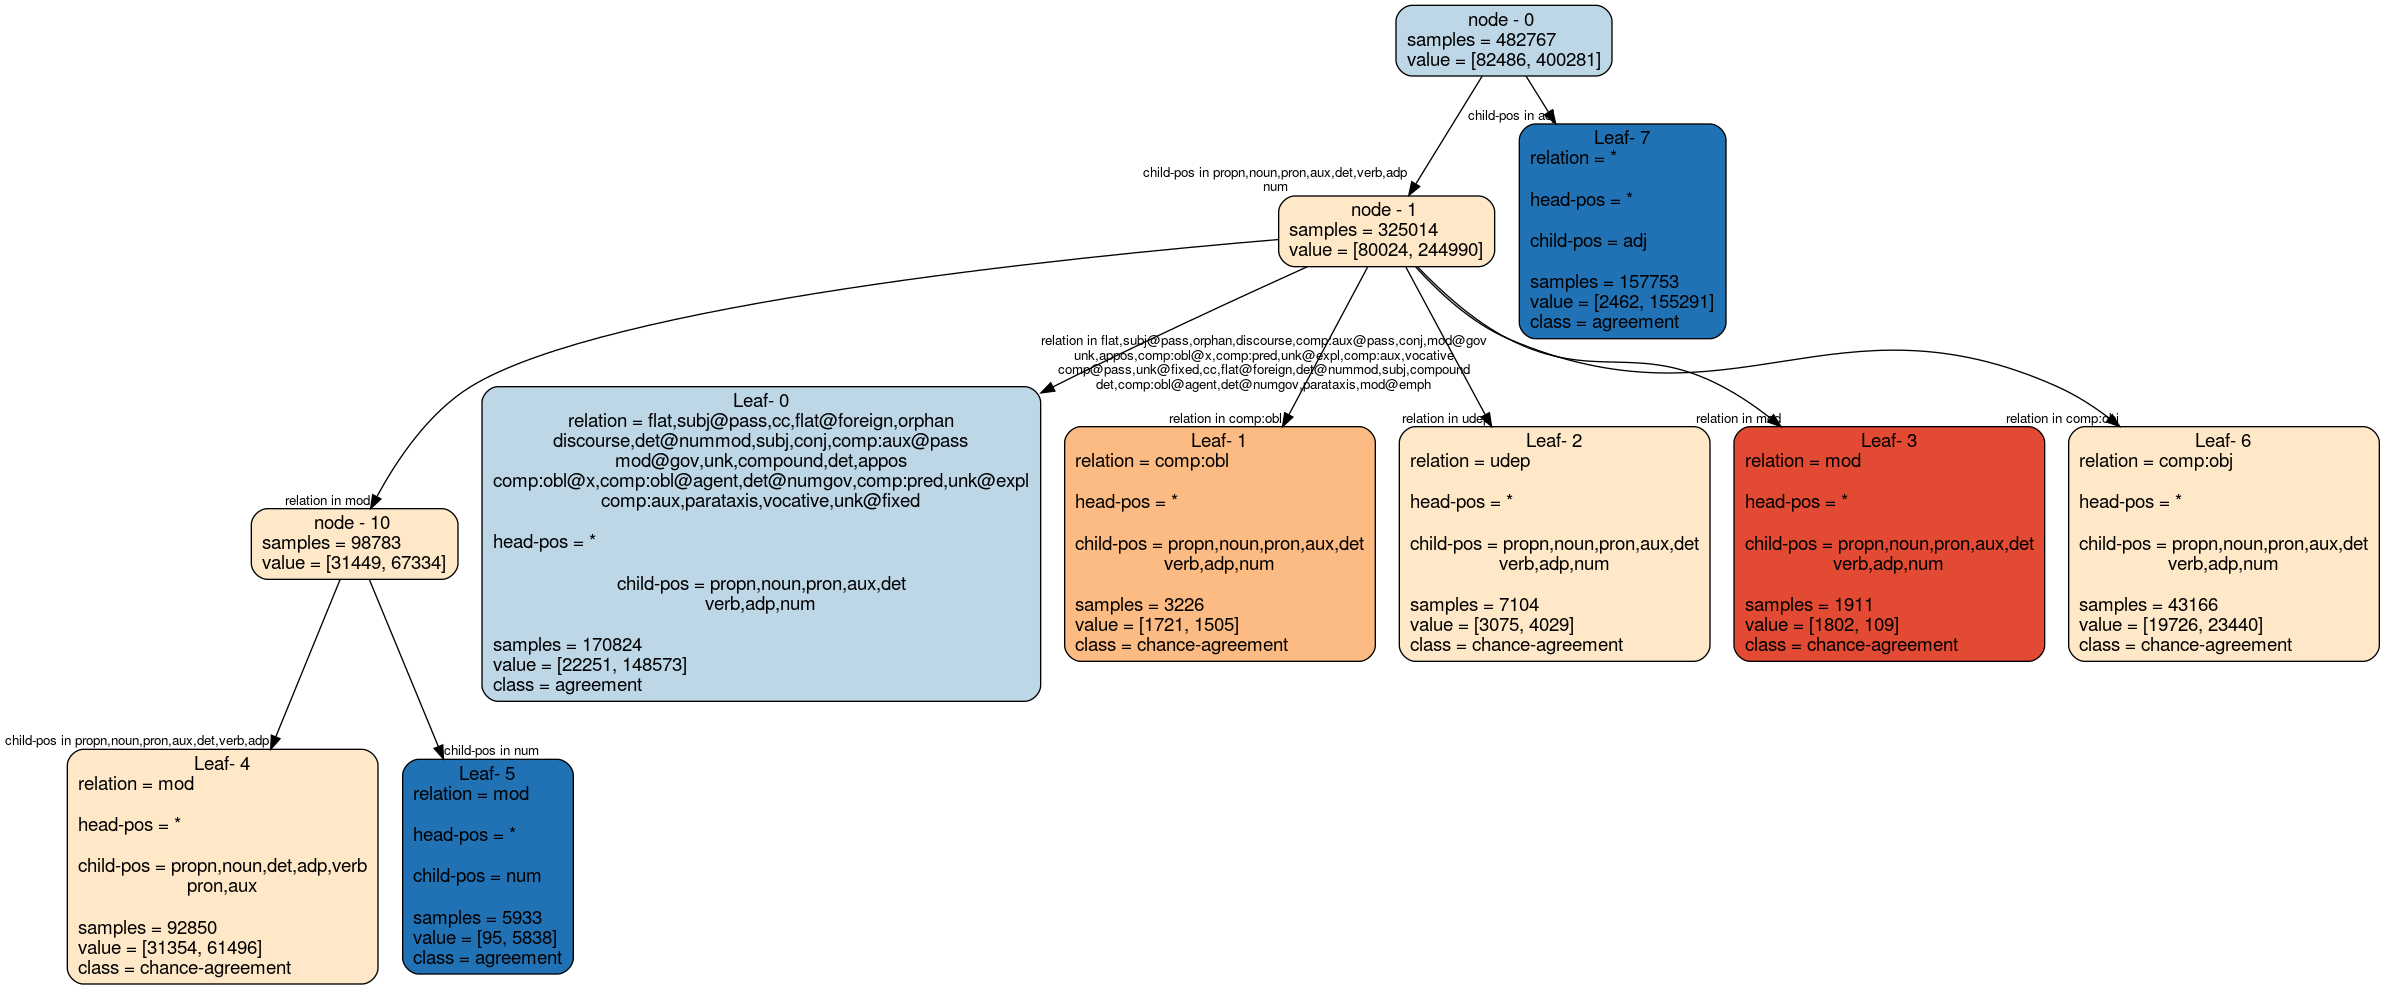 node - 0
samples = 482767
value = [82486, 400281]
child-pos in
Leaf- 7
relation = *
head-pos = *
child-pos = adj
samples = 157753
value = [2462, 155291]
class = agreement
child-pos in propn,noun,pron,aux,det,verb,adp
num
node - 1
samples = 325014
value = [80024, 244990]
relation in flat,subj@pass,orphan,discourse,comp:aux@pass,conj,mod@gov
unk,appos,comp:obl@x,comp:pred,unk@expl,comp:aux,vocative
comp@pass,unk@fixed,cc,flat@foreign,det@nummod,subj,compound
det,comp:obl@agent,det@numgov,parataxis,mod@emph
relation in mod
node - 10
samples = 98783
value = [31449, 67334]
Leaf- 0
relation = flat,subj@pass,cc,flat@foreign,orphan
discourse,det@nummod,subj,conj,comp:aux@pass
mod@gov,unk,compound,det,appos
comp:obl@x,comp:obl@agent,det@numgov,comp:pred,unk@expl
comp:aux,parataxis,vocative,unk@fixed
head-pos = *
child-pos = propn,noun,pron,aux,det
verb,adp,num
samples = 170824
value = [22251, 148573]
class = agreement
relation in comp:obl
Leaf- 1
relation = comp:obl
head-pos = *
child-pos = propn,noun,pron,aux,det
verb,adp,num
samples = 3226
value = [1721, 1505]
class = chance-agreement
relation in udep
Leaf- 2
relation = udep
head-pos = *
child-pos = propn,noun,pron,aux,det
verb,adp,num
samples = 7104
value = [3075, 4029]
class = chance-agreement
relation in mod
Leaf- 3
relation = mod
head-pos = *
child-pos = propn,noun,pron,aux,det
verb,adp,num
samples = 1911
value = [1802, 109]
class = chance-agreement
relation in comp:obj
Leaf- 6
relation = comp:obj
head-pos = *
child-pos = propn,noun,pron,aux,det
verb,adp,num
samples = 43166
value = [19726, 23440]
class = chance-agreement
child-pos in propn,noun,pron,aux,det,verb,adp
Leaf- 4
relation = mod
head-pos = *
child-pos = propn,noun,det,adp,verb
pron,aux
samples = 92850
value = [31354, 61496]
class = chance-agreement
child-pos in num
Leaf- 5
relation = mod
head-pos = *
child-pos = num
samples = 5933
value = [95, 5838]
class = agreement